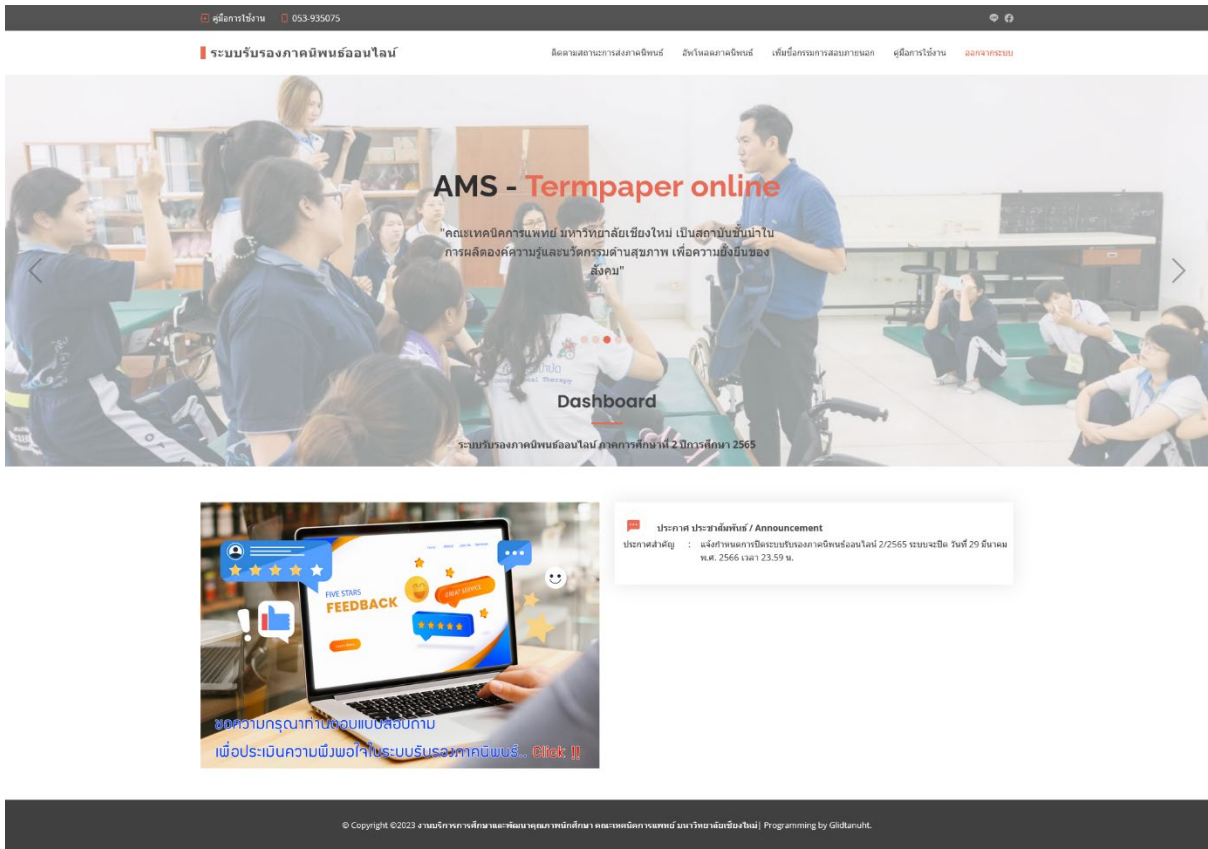 คู่มือการใช้งาน 053-935075
ระบบรับรองภาคนิพนธ์ออนไลน์
ติดตามสถานะการส่งภาคนิพนธ์ อัพโหลดภาคนิพนธ์ เพิ่มชื่อกรรมการสอบภายนอก คู่มือการใช้งาน ออกจากระบบ
AMS - Termpaper online
"คณะเทคนิคการแพทย์ มหาวิทยาลัยเชียงใหม่ เป็นสถาบันชั้นนำใน
การผลิตองค์ความรู้และนวัตกรรมด้านสุขภาพ เพื่อความยั่งยืนของ
สังคม"
Dashboard
ระบบรับรองภาคนิพนธ์ออนไลน์ ภาคการศึกษาที่ 2 ปีการศึกษา 2565
FIVE STARS
FEEDBACK
ขอความกรุณาท่านตอบแบบสอบถาม
เพื่อประเมินความพึงพอใจในระบบรับรองภาคนิพนธ์.. Click !!
ประกาศ ประชาสัมพันธ์ / Announcement
ประกาศสำคัญ : แจ้งกำหนดการปิดระบบรับรองภาคนิพนธ์ออนไลน์ 2/2565 ระบบจะปิด วันที่ 29 มีนาคม
พ.ศ. 2566 เวลา 23.59 น.
© Copyright ©2023 งานบริการการศึกษาและพัฒนาคุณภาพนักศึกษา คณะเทคนิคการแพทย์ มหาวิทยาลัยเชียงใหม่| Programming by Glidtanuht.